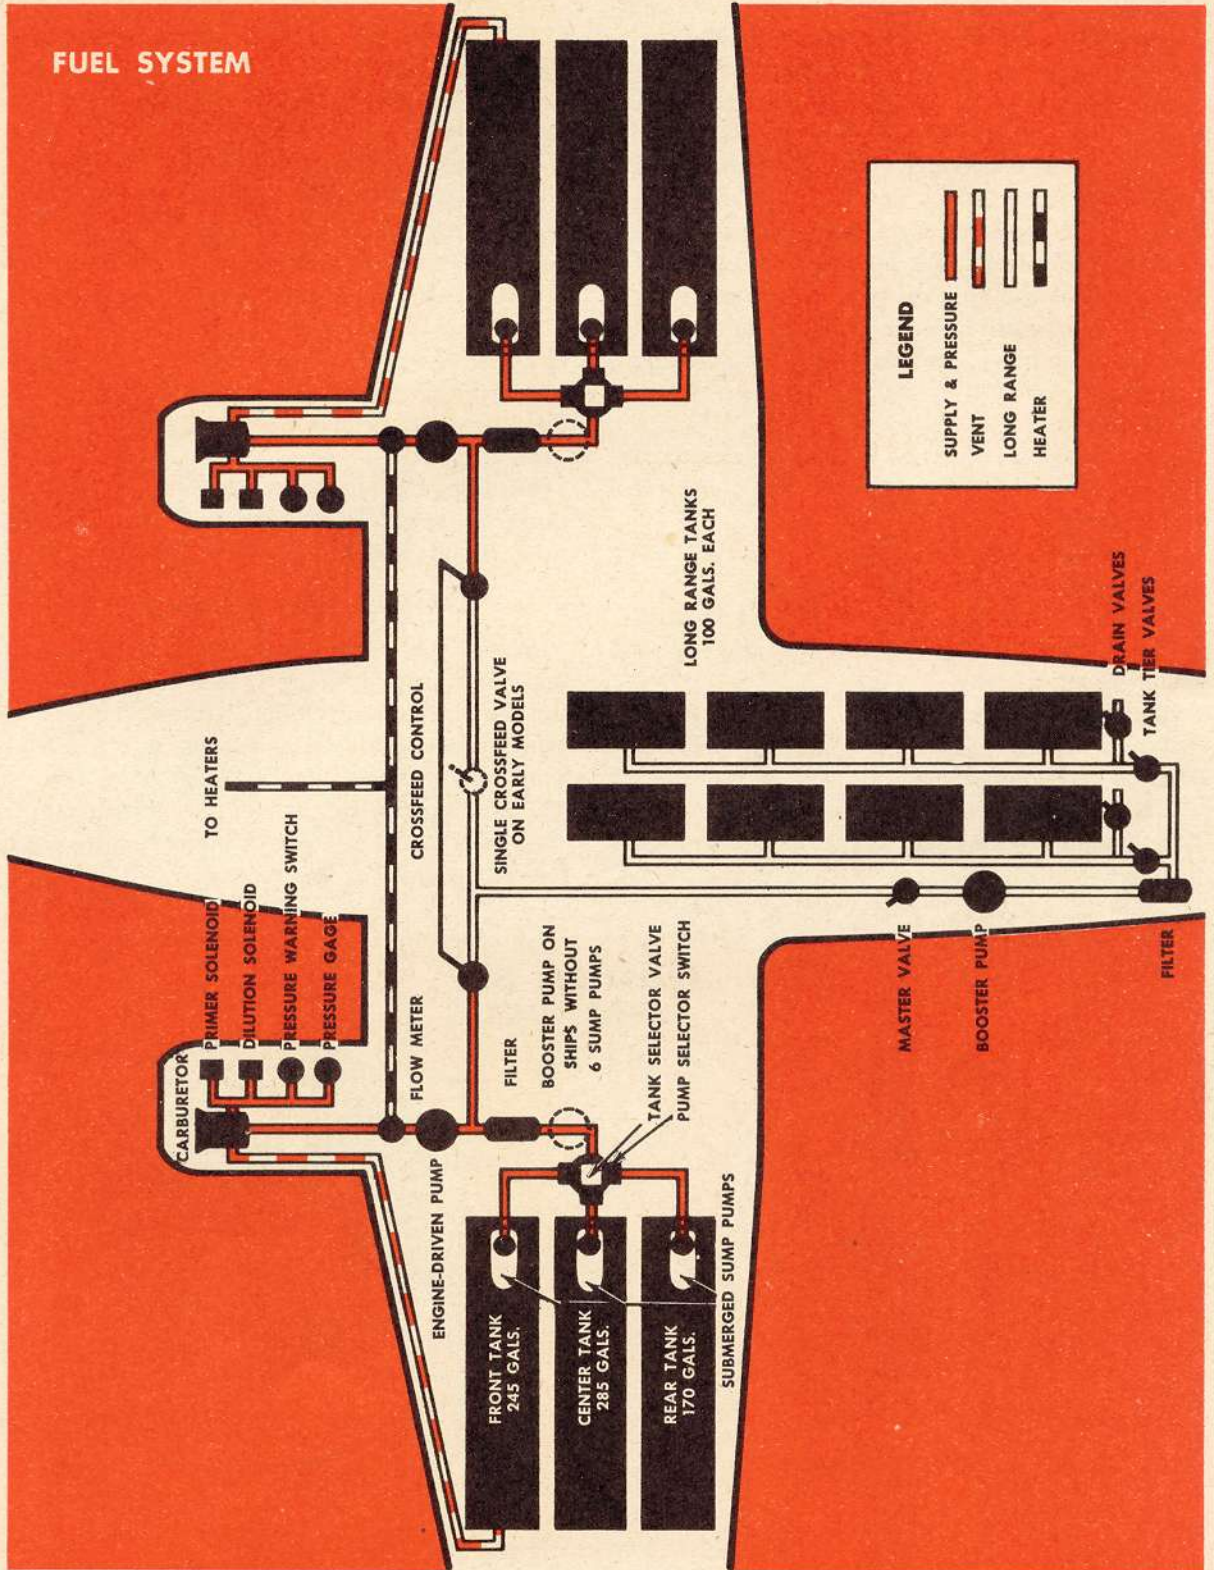 FUEL SYSTEM
CARBURETOR
PRIMER SOLENOID
DILUTION SOLENOID
PRESSURE WARNING SWITCH
PRESSURE GAGE
TO HEATERS
ENGINE-DRIVEN PUMP
FLOW METER
CROSSFEED CONTROL
FILTER
SINGLE CROSSFEED VALVE
ON EARLY MODELS
BOOSTER PUMP ON
SHIPS WITHOUT
6 SUMP PUMPS
TANK SELECTOR VALVE
PUMP SELECTOR SWITCH
FRONT TANK
245 GALS.
CENTER TANK
285 GALS.
REAR TANK
170 GALS.
SUBMERGED SUMP PUMPS
LONG RANGE TANKS
100 GALS. EACH
MASTER VALVE
BOOSTER PUMP
FILTER
DRAIN VALVES
TANK TIER VALVES
LEGEND
SUPPLY & PRESSURE
VENT
LONG RANGE
HEATER